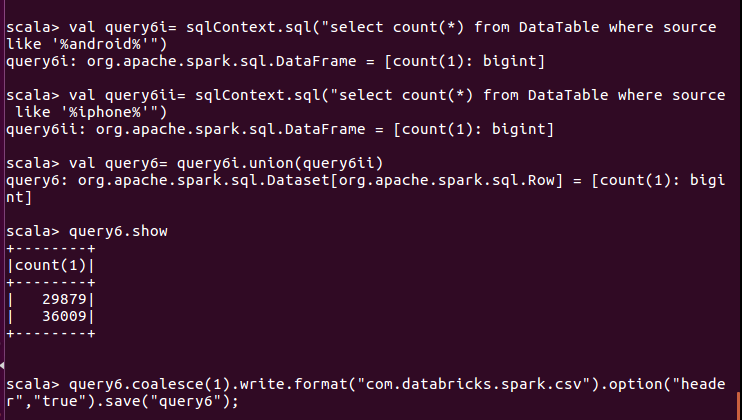 scala> val query6i= sqlContext.sql("select count(*) from DataTable where source
like '%android%'")
query6i: org.apache.spark.sql.DataFrame = [count(1): bigint]
scala> val query6ii= sqlContext.sql("select count(*) from DataTable where source
 like '%iphone%'")
query6ii: org.apache.spark.sql.DataFrame = [count(1): bigint]
scala> val query6= query6i.union(query6ii)
query6: org.apache.spark.sql.Dataset[org.apache.spark.sql.Row] = [count(1): bigi
nt]
scala> query6.show
+--------+
|count(1)|
+--------+
|   29879|
|   36009|
+--------+
scala> query6.coalesce(1).write.format("com.databricks.spark.csv").option("heade
r","true").save("query6");